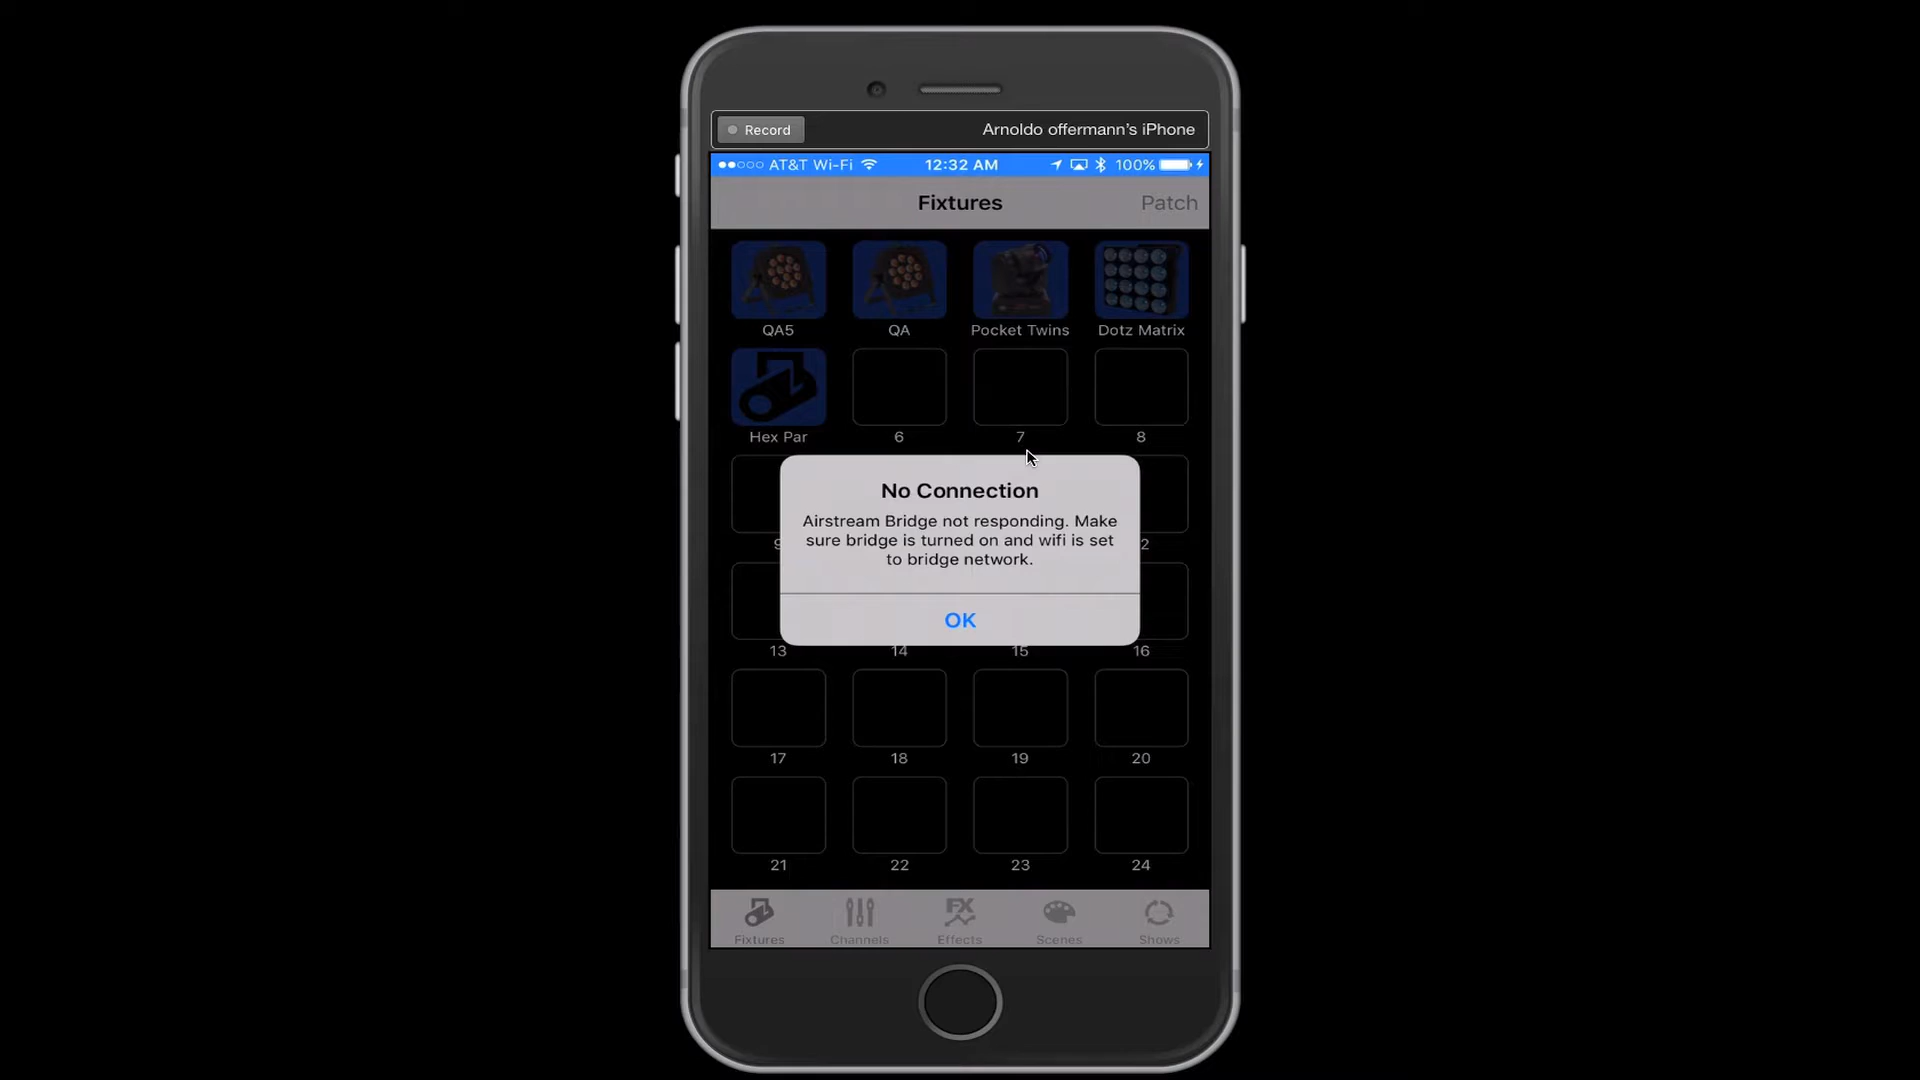 Record
Arnoldo offermann's iPhone
AT&T Wi-Fi 12:32 AM 100%
Fixtures Patch
QA5 QA Pocket Twins Dotz Matrix
Hex Par 6 7 8
No Connection
Airstream Bridge not responding. Make
sure bridge is turned on and wifi is set
to bridge network.
OK
13 14 15 16
17 18 19 20
21 22 23 24
FX
Fixtures Channels Effects Scenes Shows